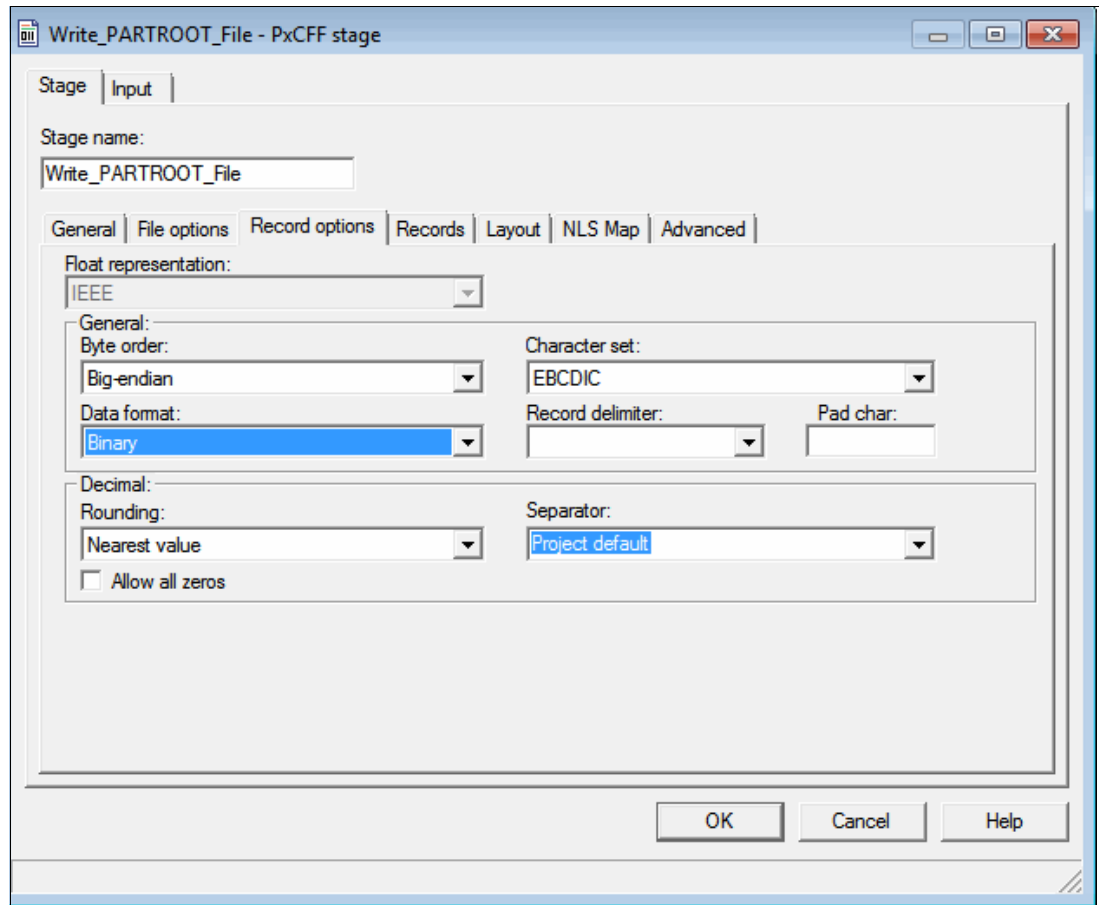 Write_PARTROOT_File - PxCFF stage
Stage Input
Stage name:
Write_PARTROOT_File
General File options Record options Records Layout NLS Map Advanced
Float representation:
IEEE
General:
Byte order: Character set:
Big-endian EBCDIC
Data format: Record delimiter: Pad char:
Binary
Decimal:
Rounding: Separator:
Nearest value Project default
Allow all zeros
OK Cancel Help